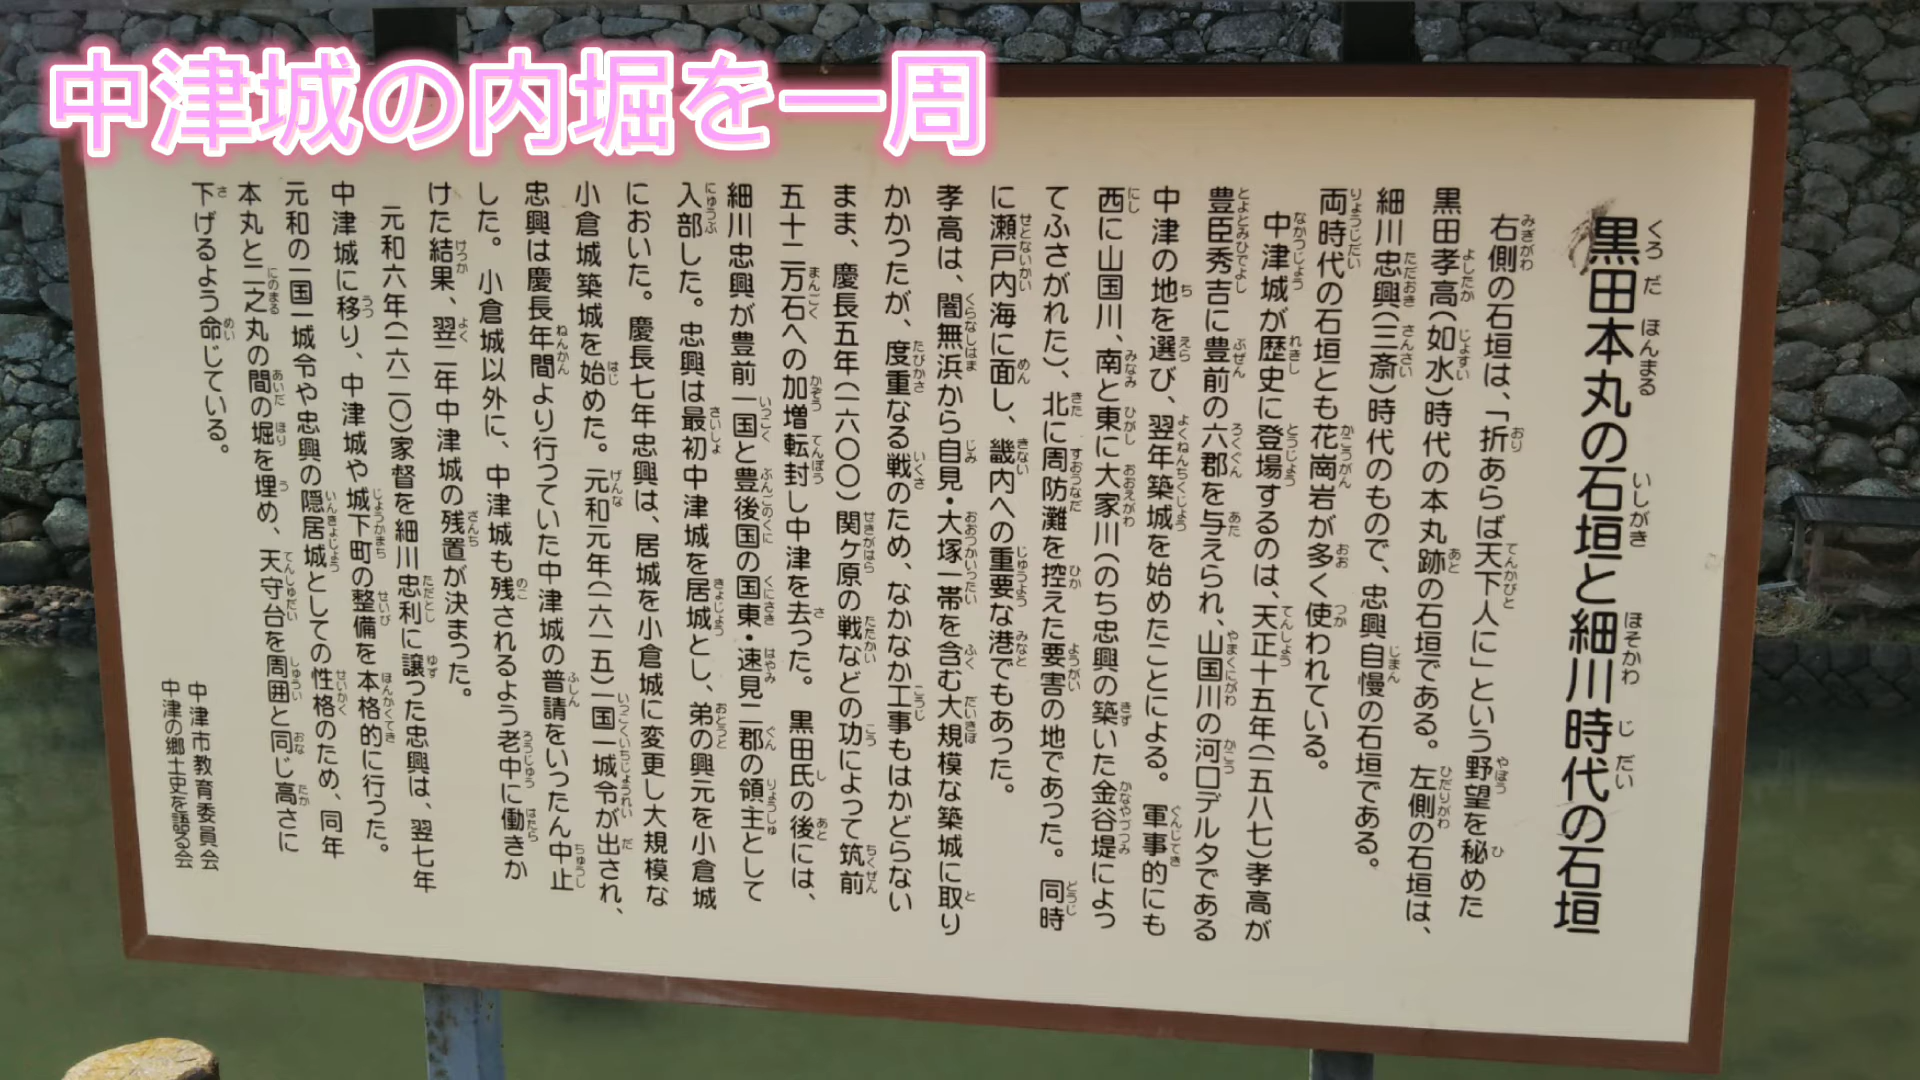 中津城の内堀を一周
黒田本丸の石垣と細川時代の石垣
右側の石垣は、「折あらば天下人に」という野望を秘めた
黒田孝高(如水)時代の本丸跡の石垣である。左側の石垣は、
細川忠興(三斎)時代のもので、忠興自慢の石垣である。
両時代の石垣とも花崗岩が多く使われている。
中津城が歴史に登場するのは、天正十五年(一五八七)孝高が
豊臣秀吉に豊前の六郡を与えられ、山国川の河口デルタである
中津の地を選び、翌年築城を始めたことによる。軍事的にも
西に山国川、南と東に大家川(のち忠興の築いた金谷堤によっ
てふさがれた)、北に周防灘を控えた要害の地であった。同時
に瀬戸内海に面し、畿内への重要な港でもあった。
孝高は、闇無浜から自見・大塚一帯を含む大規模な築城に取り
かかったが、度重なる戦のため、なかなか工事もはかどらない
まま、慶長五年(一六〇〇)関ヶ原の戦などの功によって筑前
五十二万石への加増転封し中津を去った。黒田氏の後には、
細川忠興が豊前一国と豊後国の国東・速見二郡の領主として
入部した。忠興は最初中津城を居城とし、弟の興元を小倉城
においた。慶長七年忠興は、居城を小倉城に変更し大規模な
小倉城築城を始めた。元和元年(一六一五)一国一城令が出され、
忠興は慶長年間より行っていた中津城の普請をいったん中止
した。小倉城以外に、中津城も残されるよう老中に働きか
けた結果、翌二年中津城の残置が決まった。
元和六年(一六二〇)家督を細川忠利に譲った忠興は、翌七年
中津城に移り、中津城や城下町の整備を本格的に行った。
元和の一国一城令や忠興の隠居城としての性格のため、同年
本丸と二之丸の間の堀を埋め、天守台を周囲と同じ高さに
下げるよう命じている。
中津市教育委員会
中津の郷土史を語る会